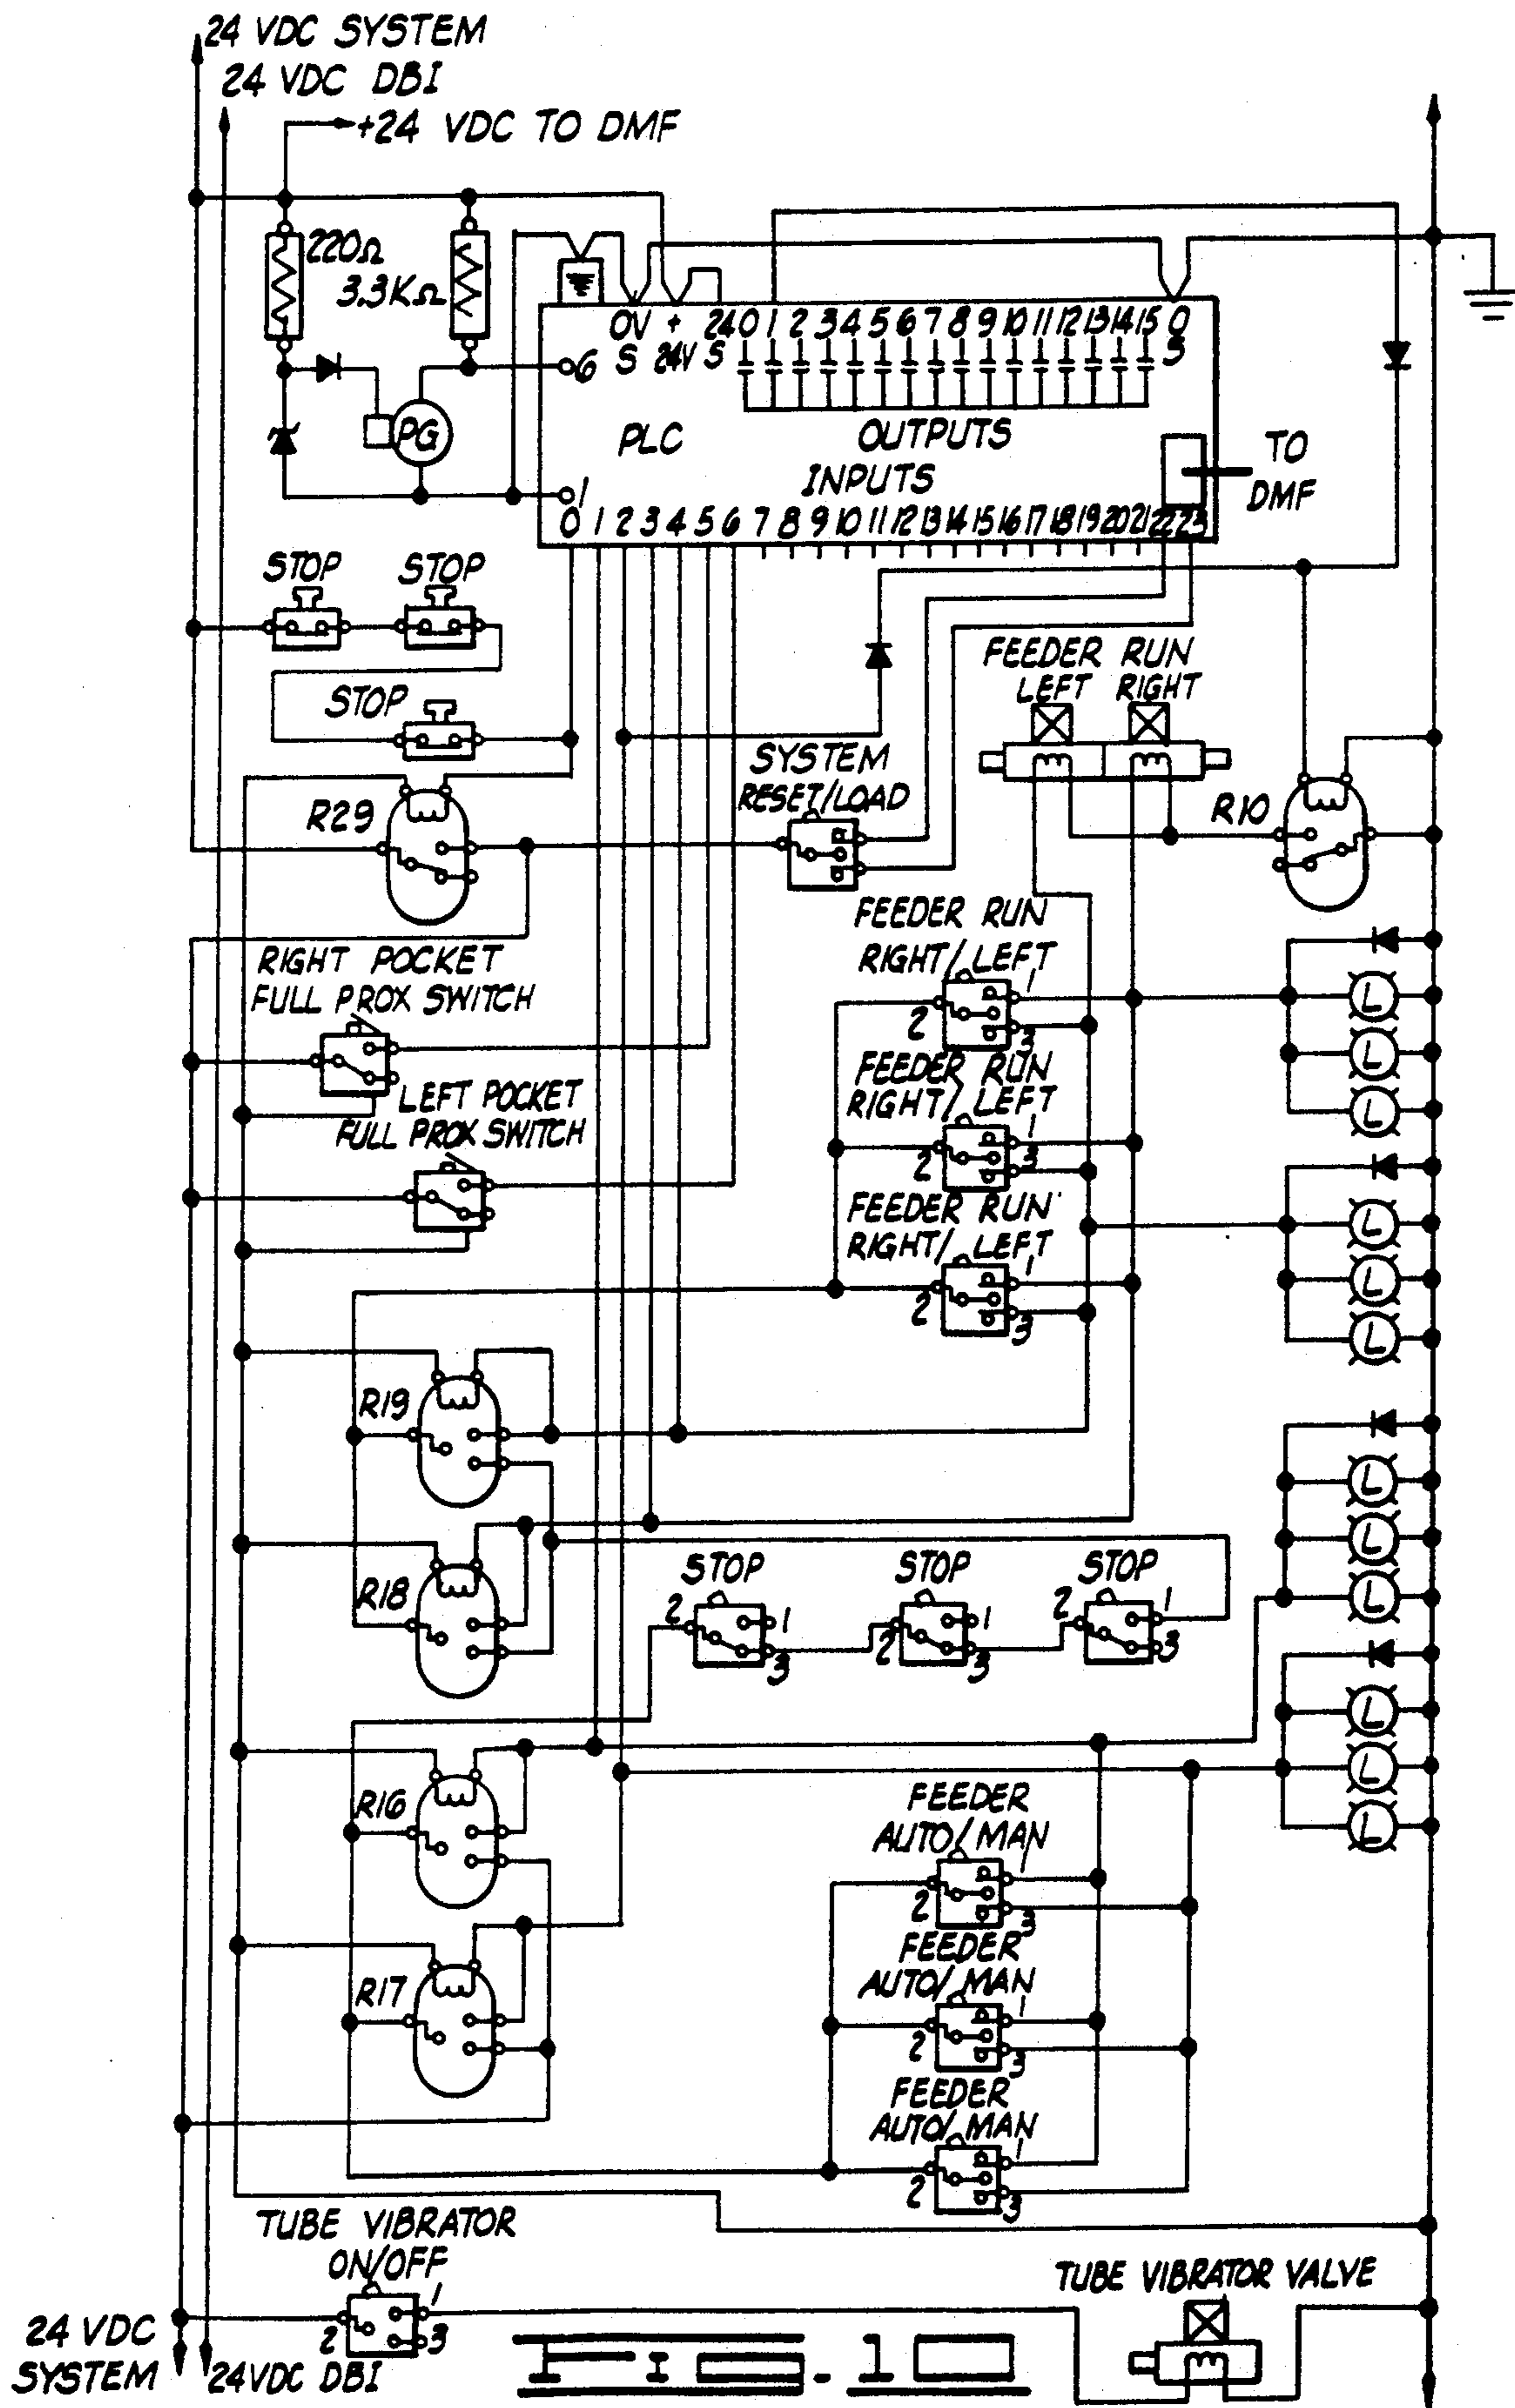 24 VDC SYSTEM
24 VDC DBI
+24 VDC TO DMF
220Ω
3.3KΩ
0V + 24 0 1 2 3 4 5 6 7 8 9 10 11 12 13 14 15 0
S 24V S S
6
PG
PLC
OUTPUTS
INPUTS
TO
DMF
1
0 1 2 3 4 5 6 7 8 9 10 11 12 13 14 15 16 17 18 19 20 21 22 23
STOP STOP
STOP
FEEDER RUN
LEFT RIGHT
SYSTEM
RESET/LOAD
R29
R10
FEEDER RUN
RIGHT/LEFT
1
2
3
RIGHT POCKET
FULL PROX SWITCH
L
FEEDER RUN
RIGHT/LEFT
1
2
3
L
LEFT POCKET
FULL PROX SWITCH
L
FEEDER RUN
RIGHT/LEFT
1
2
3
L
L
L
R19
L
L
R18
STOP STOP STOP
2 1
3
1
2 3
2 1
3
L
L
R16
L
FEEDER
AUTO/MAN
1
2
3
L
R17
FEEDER
AUTO/MAN
1
2
3
FEEDER
AUTO/MAN
1
2
3
TUBE VIBRATOR
ON/OFF
1
2 3
TUBE VIBRATOR VALVE
24 VDC
SYSTEM
24VDC DBI
FIG.10